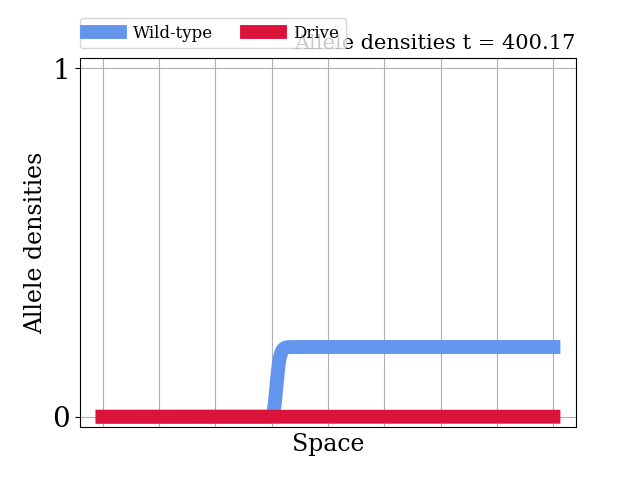 Wild-type
Drive
Allele densities t = 400.17
1
0
Allele densities
Space